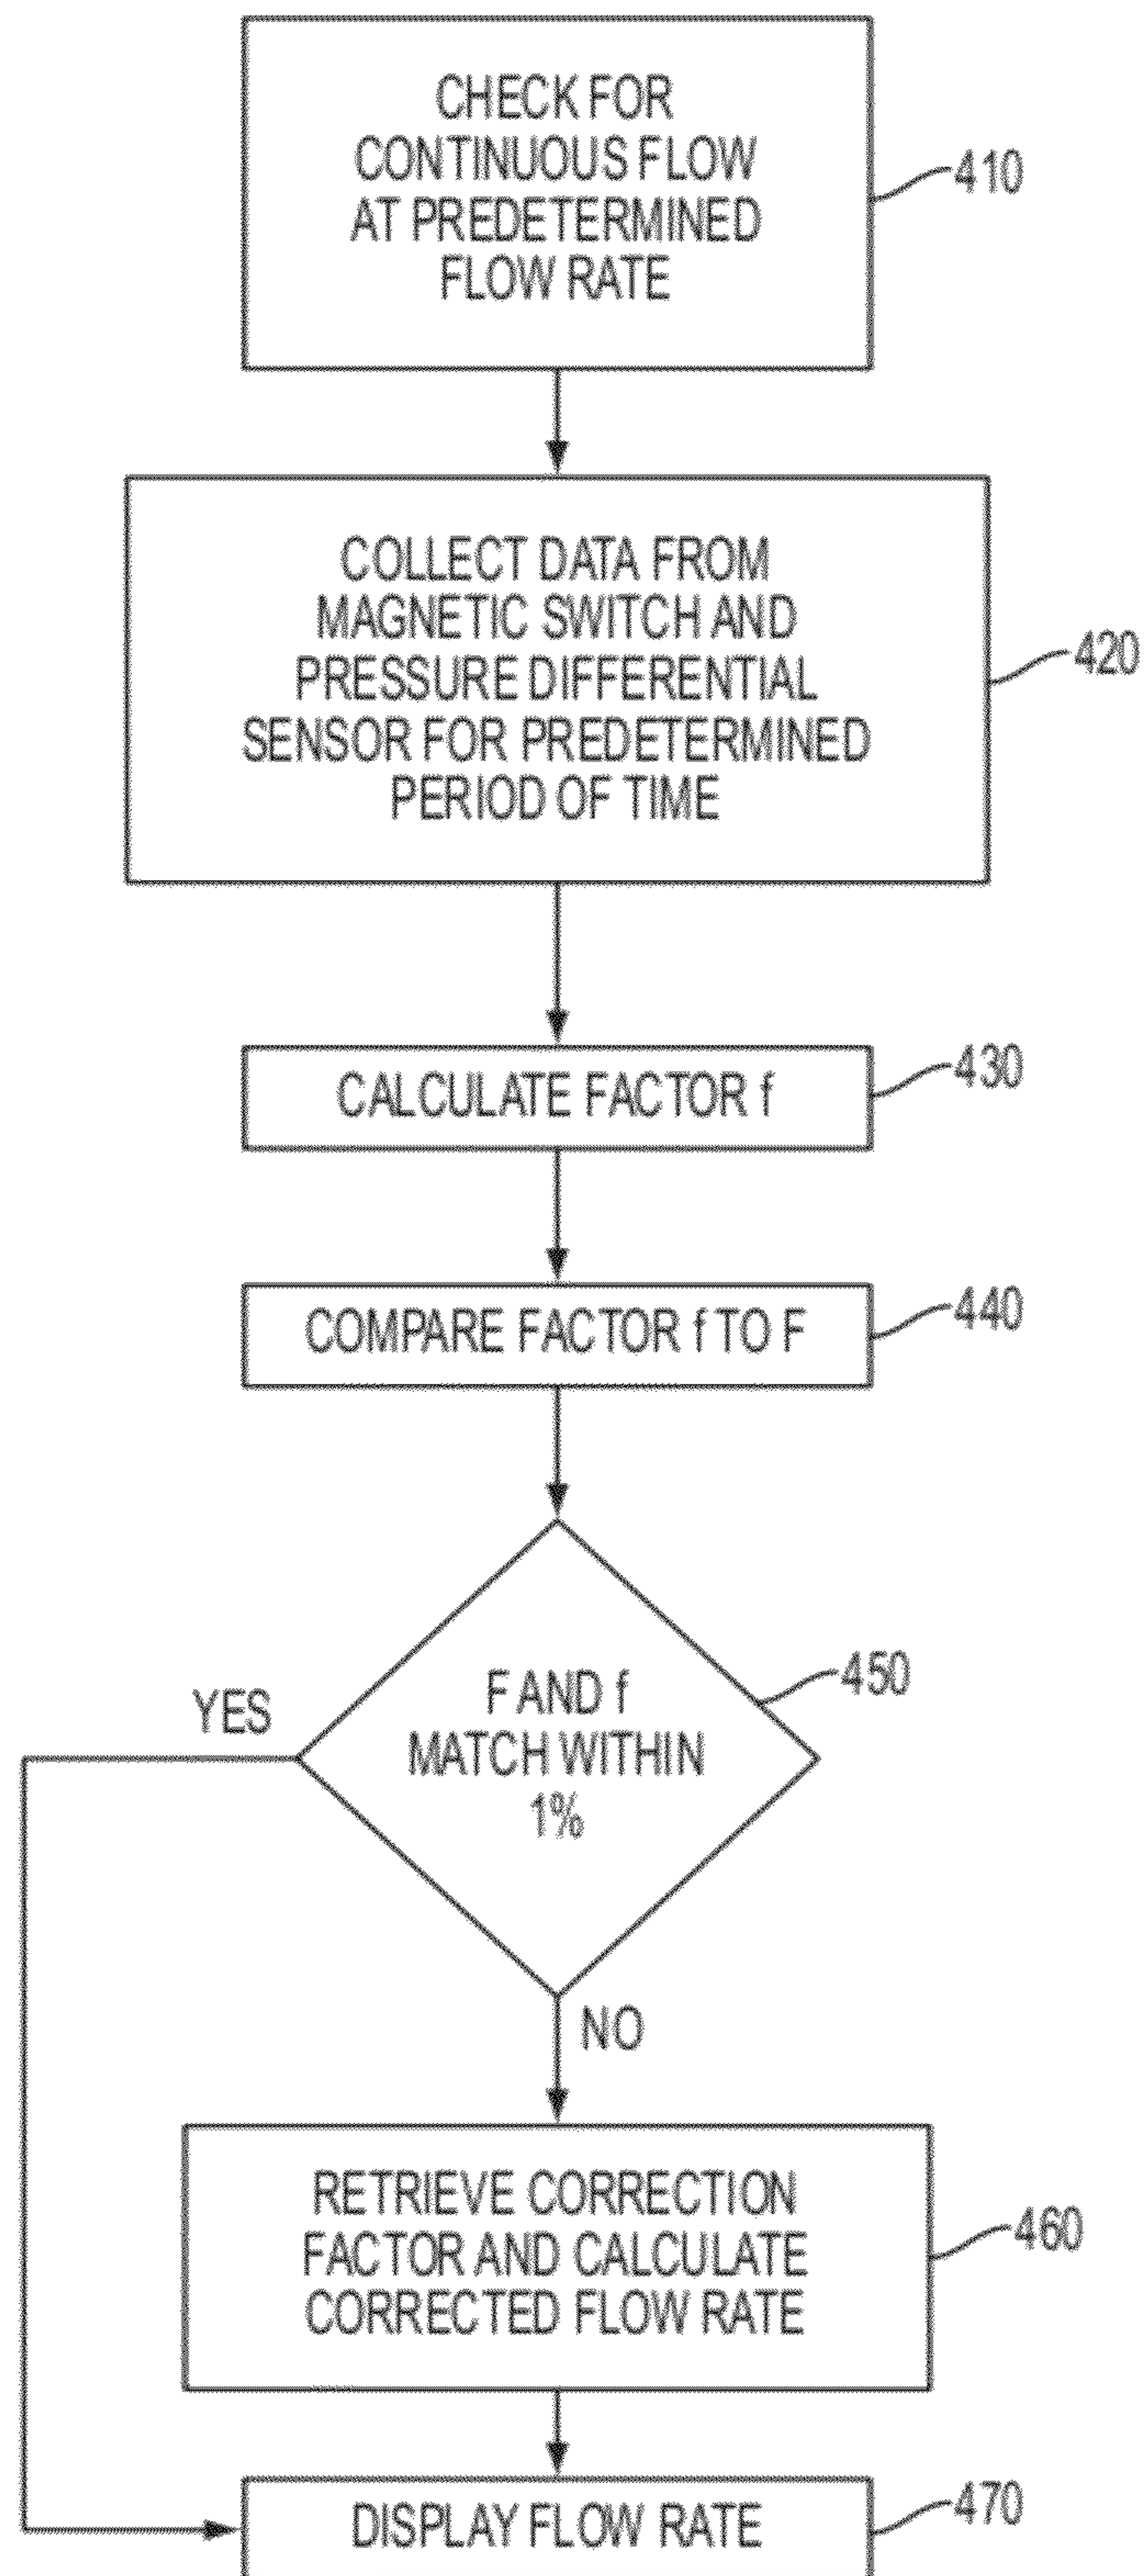 CHECK FOR
CONTINUOUS FLOW
AT PREDETERMINED
FLOW RATE
410
COLLECT DATA FROM
MAGNETIC SWITCH AND
PRESSURE DIFFERENTIAL
SENSOR FOR PREDETERMINED
PERIOD OF TIME
420
CALCULATE FACTOR f
430
COMPARE FACTOR f TO F
440
F AND f
MATCH WITHIN
1%
450
YES
NO
RETRIEVE CORRECTION
FACTOR AND CALCULATE
CORRECTED FLOW RATE
460
DISPLAY FLOW RATE
470